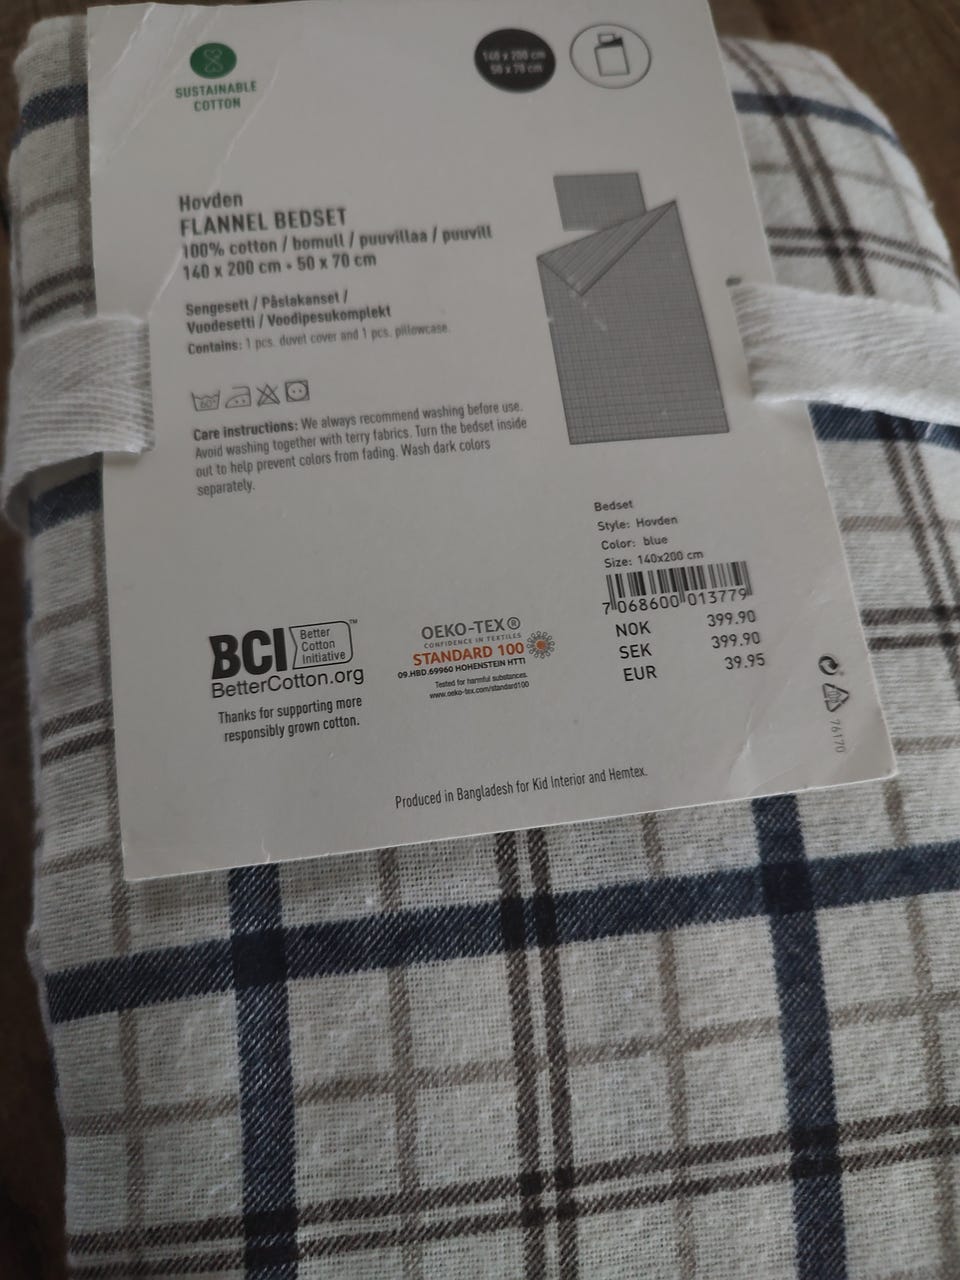 SUSTAINABLE
COTTON
140 x 200 cm
50 x 70 cm
Hovden
FLANNEL BEDSET
100% cotton / bomull / puuvillaa / puuvill
140 x 200 cm • 50 x 70 cm
Sengesett / Påslakanset /
Vuodesetti / Voodipesukomplekt
Contains: 1 pcs. duvet cover and 1 pcs. pillowcase.
60
Care instructions: We always recommend washing before use.
Avoid washing together with terry fabrics. Turn the bedset inside
out to help prevent colors from fading. Wash dark colors
separately.
Bedset
Style: Hovden
Color: blue
Size: 140x200 cm
7 068600 013779
NOK 399.90
SEK 399.90
EUR 39.95
BCI Better
Cotton
Initiative™
BetterCotton.org
Thanks for supporting more
responsibly grown cotton.
OEKO-TEX®
CONFIDENCE IN TEXTILES
STANDARD 100
09.HBD.69960 HOHENSTEIN HTTI
Tested for harmful substances.
www.oeko-tex.com/standard100
76170
Produced in Bangladesh for Kid Interior and Hemtex.